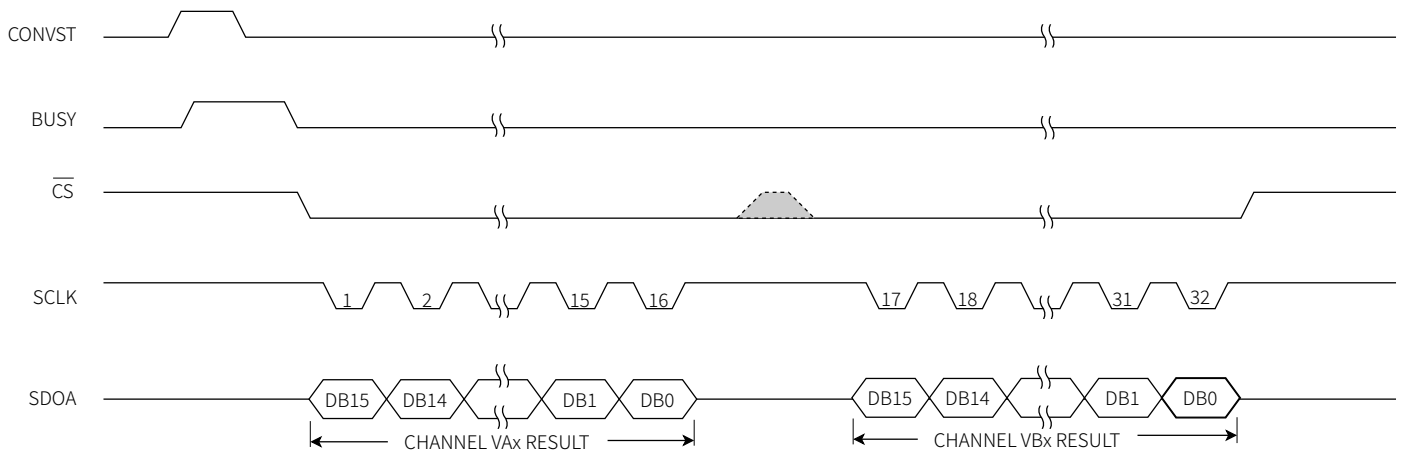 CONVST
BUSY
CS
SCLK 1 2 15 16 17 18 31 32
SDOA DB15 DB14 DB1 DB0 DB15 DB14 DB1 DB0
CHANNEL VAx RESULT CHANNEL VBx RESULT